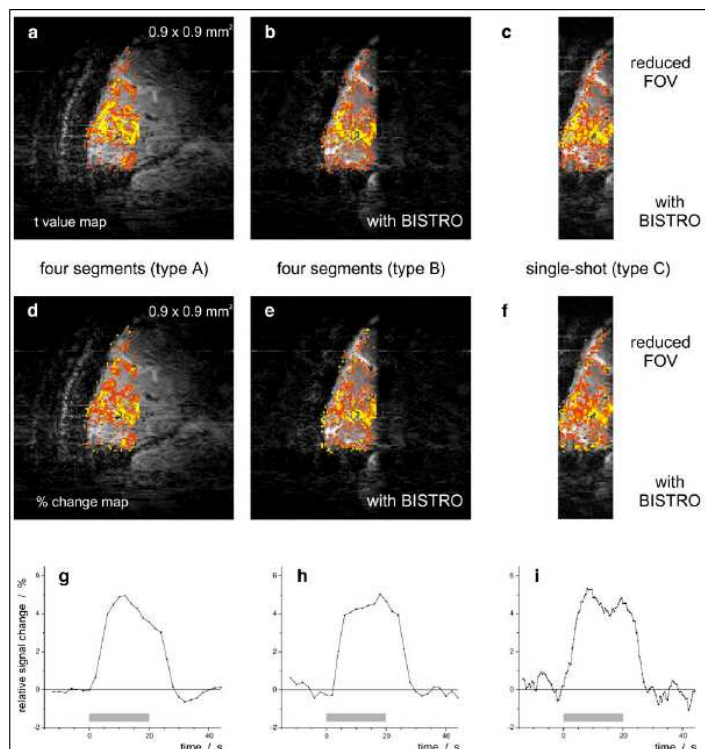 a
0.9 x 0.9 mm²
b
c
reduced
FOV
t value map
with BISTRO
with
BISTRO
four segments (type A)
four segments (type B)
single-shot (type C)
d
0.9 x 0.9 mm²
e
f
reduced
FOV
% change map
with BISTRO
with
BISTRO
g
h
i
relative signal change / %
6
4
2
0
-2
0
20
40
time / s
6
4
2
0
-2
0
20
40
time / s
6
4
2
0
-2
0
20
40
time / s